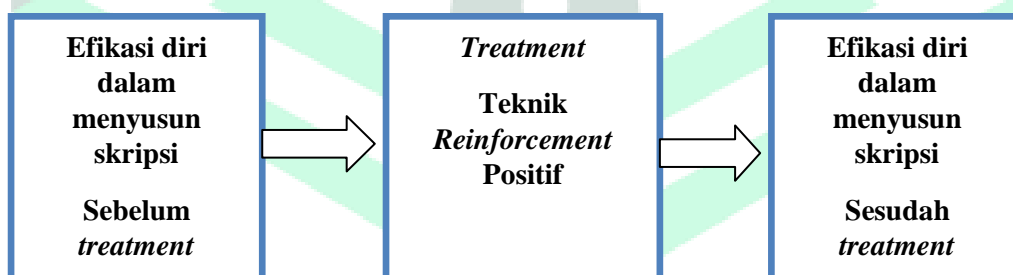 Efikasi diri
dalam
menyusun
skripsi
Sebelum
treatment
Treatment
Teknik
Reinforcement
Positif
Efikasi diri
dalam
menyusun
skripsi
Sesudah
treatment